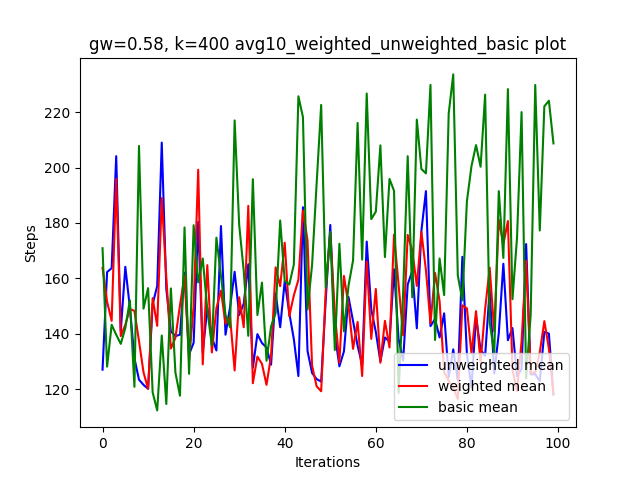 gw=0.58, k=400 avg10_weighted_unweighted_basic plot
220
200
180
160
140
120
Steps
0
20
40
60
80
100
Iterations
unweighted mean
weighted mean
basic mean